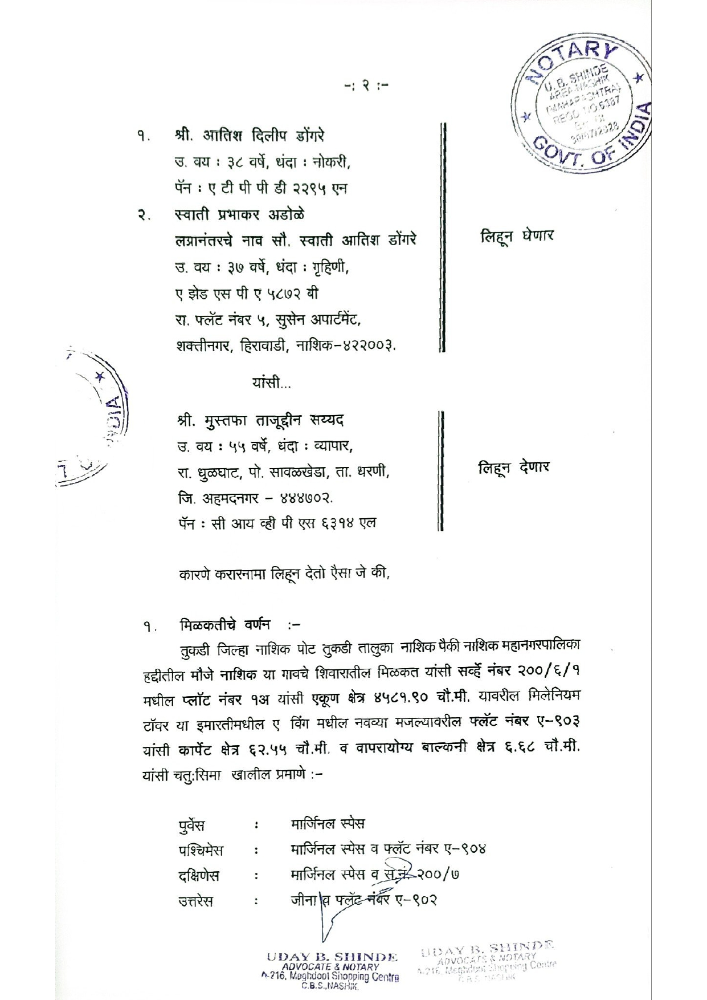 NOTARY
U. B. SHINDE
AREA-NASHIK
(MAHARASHTRA)
REGD. NO. 6387
GOVT. OF INDIA
-: २ :-
१. श्री. आतिश दिलीप डोंगरे
उ. वय : ३८ वर्षे, धंदा : नोकरी,
पॅन : ए टी पी पी डी २२९५ एन
२. स्वाती प्रभाकर अडोळे
लग्नानंतरचे नाव सौ. स्वाती आतिश डोंगरे
लिहून घेणार
उ. वय : ३७ वर्षे, धंदा : गृहिणी,
ए झेड एस पी ए ५८७२ बी
रा. फ्लॅट नंबर ५, सुसेन अपार्टमेंट,
शक्तीनगर, हिरावाडी, नाशिक-४२२००३.
यांसी...
श्री. मुस्तफा ताजूद्दीन सय्यद
उ. वय : ५५ वर्षे, धंदा : व्यापार,
रा. धुळघाट, पो. सावळखेडा, ता. धरणी,
लिहून देणार
जि. अहमदनगर - ४४४७०२.
पॅन : सी आय व्ही पी एस ६३१४ एल
कारणे करारनामा लिहून देतो ऐसा जे की,
१. मिळकतीचे वर्णन :-
तुकडी जिल्हा नाशिक पोट तुकडी तालुका नाशिक पैकी नाशिक महानगरपालिका
हद्दीतील मौजे नाशिक या गावचे शिवारातील मिळकत यांसी सर्व्हे नंबर २००/६/१
मधील प्लॉट नंबर १अ यांसी एकूण क्षेत्र ४५८१.९० चौ.मी. यावरील मिलेनियम
टॉवर या इमारतीमधील ए विंग मधील नवव्या मजल्यावरील फ्लॅट नंबर ए-९०३
यांसी कार्पेट क्षेत्र ६२.५५ चौ.मी. व वापरायोग्य बाल्कनी क्षेत्र ६.६८ चौ.मी.
यांसी चतु:सिमा खालील प्रमाणे :-
पुर्वेस : मार्जिनल स्पेस
पश्चिमेस : मार्जिनल स्पेस व फ्लॅट नंबर ए-९०४
दक्षिणेस : मार्जिनल स्पेस व स.नं. २००/७
उत्तरेस : जीना व फ्लॅट नंबर ए-९०२
UDAY B. SHINDE
ADVOCATE & NOTARY
A-216, Meghdoot Shopping Centre
C.B.S.,NASHIK.
UDAY B. SHINDE
ADVOCATE & NOTARY
A-216, Meghdoot Shopping Centre
C.B.S. NASHIK